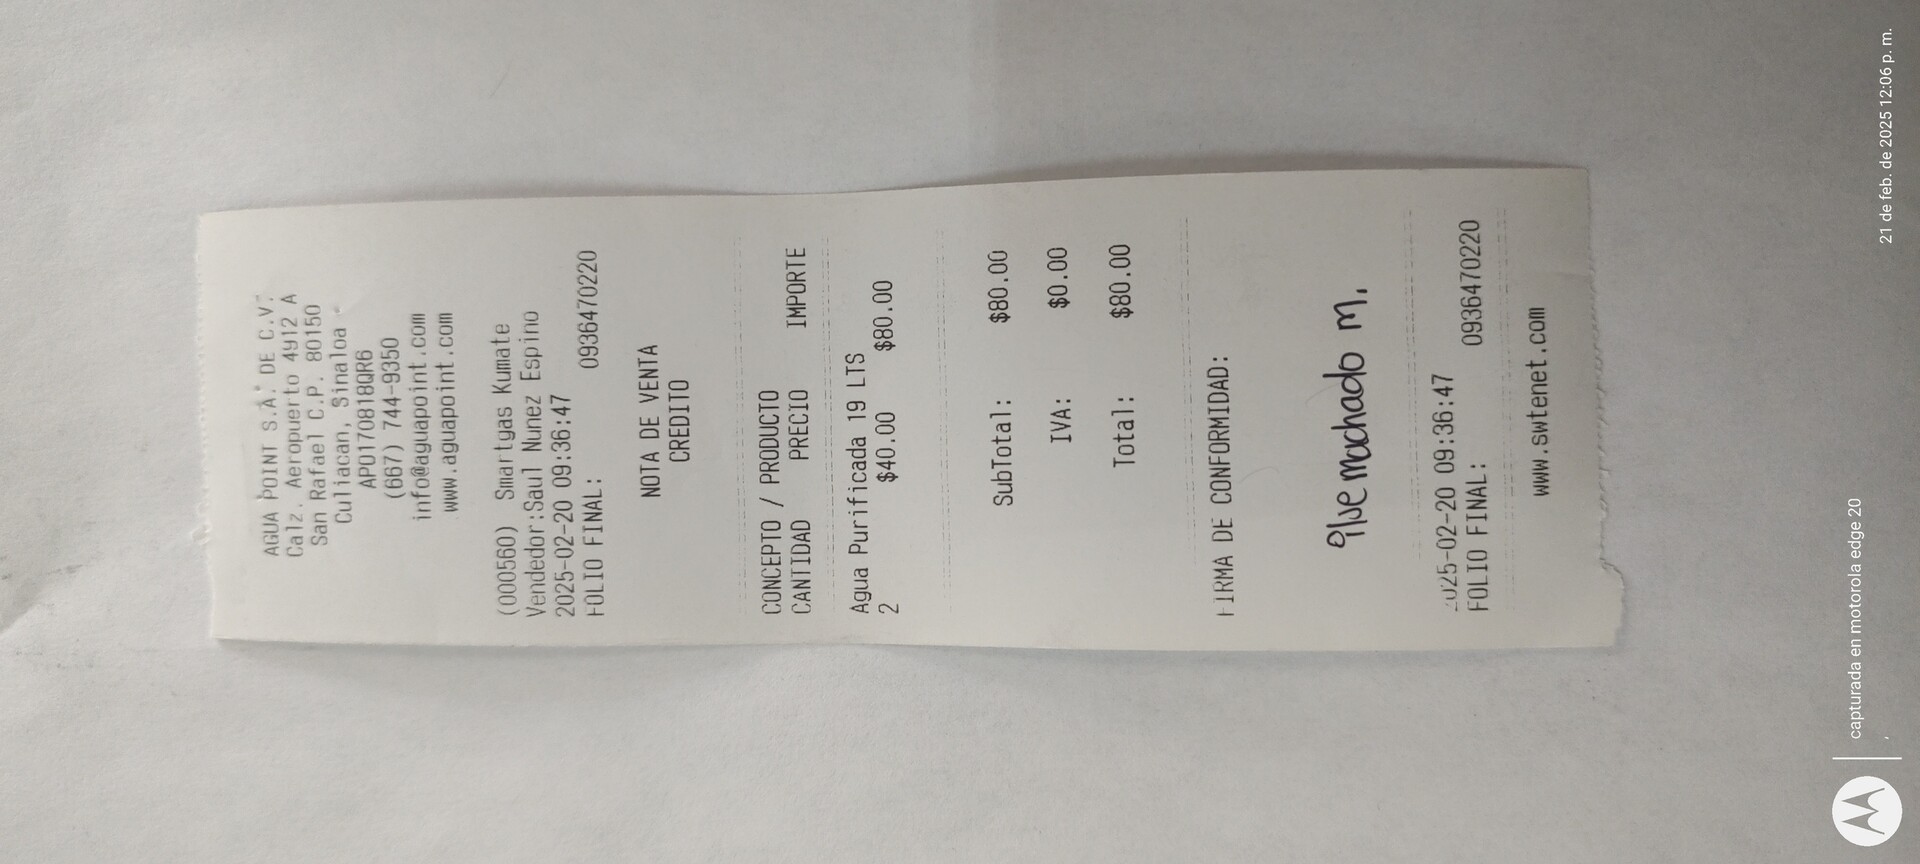 AGUA POINT S.A. DE C.V.
Calz. Aeropuerto 4912 A
San Rafael C.P. 80150
Culiacan, Sinaloa
APO170818QR6
(667) 744-9350
info@aguapoint.com
www.aguapoint.com
(000560) Smartgas Kumate
Vendedor:Saul Nunez Espino
2025-02-20 09:36:47
FOLIO FINAL: 0936470220
NOTA DE VENTA
CREDITO
CONCEPTO / PRODUCTO
CANTIDAD PRECIO IMPORTE
Agua Purificada 19 LTS
2 $40.00 $80.00
SubTotal: $80.00
IVA: $0.00
Total: $80.00
FIRMA DE CONFORMIDAD:
machado m.
2025-02-20 09:36:47
FOLIO FINAL: 0936470220
www.swtenet.com
capturada en motorola edge 20
21 de feb. de 2025 12:06 p. m.